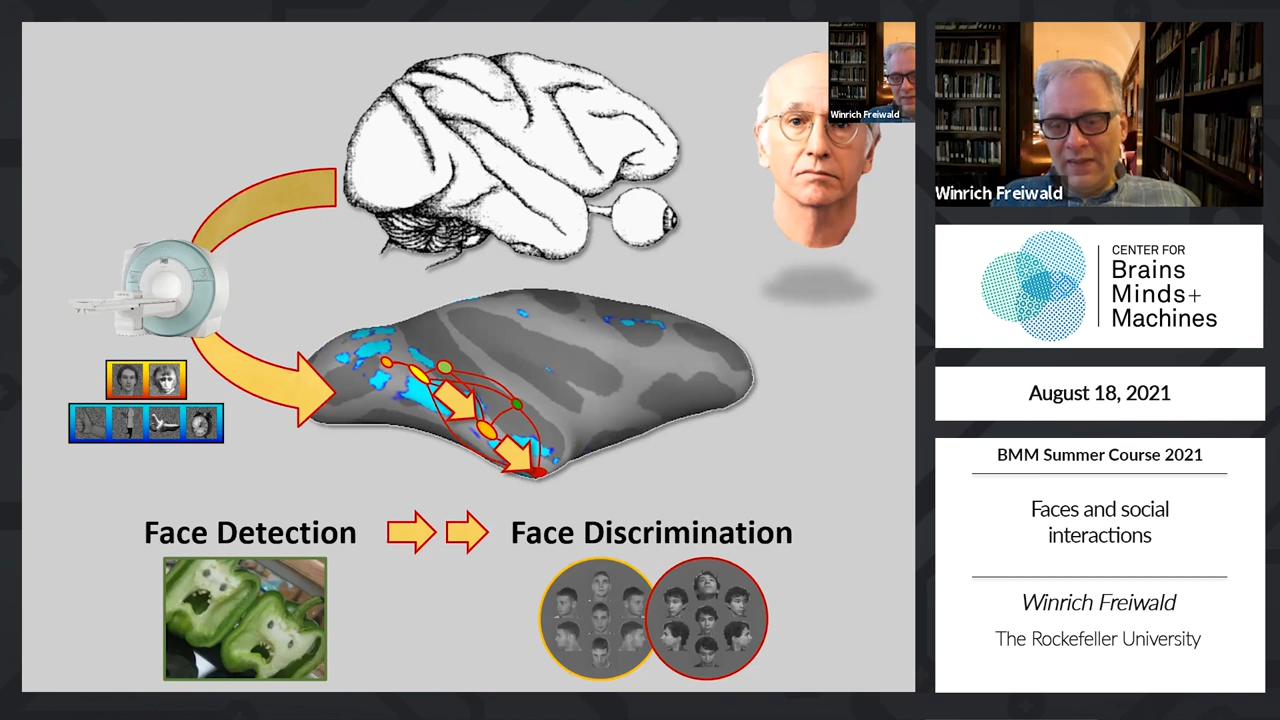 Winrich Freiwald
Winrich Freiwald
CENTER FOR
Brains
Minds+
Machines
August 18, 2021
BMM Summer Course 2021
Faces and social
interactions
Winrich Freiwald
The Rockefeller University
Face Detection
Face Discrimination